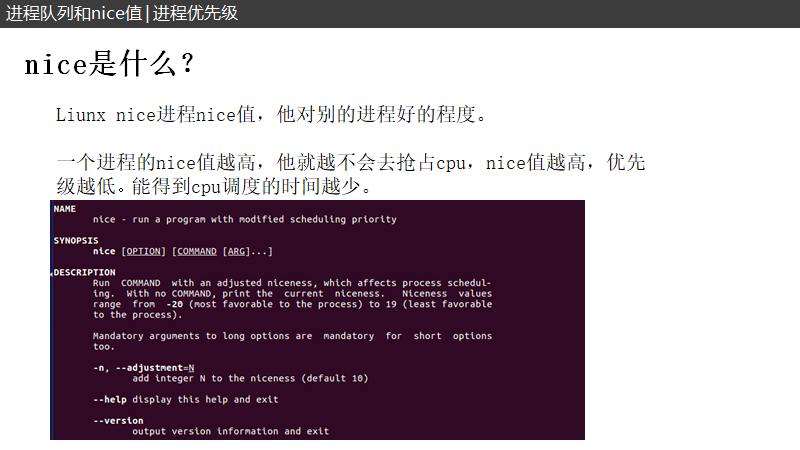 进程队列和nice值|进程优先级
nice是什么？
Liunx nice进程nice值，他对别的进程好的程度。
一个进程的nice值越高，他就越不会去抢占cpu，nice值越高，优先
级越低。能得到cpu调度的时间越少。
NAME
nice - run a program with modified scheduling priority
SYNOPSIS
nice [OPTION] [COMMAND [ARG]...]
DESCRIPTION
Run COMMAND with an adjusted niceness, which affects process schedul-
ing. With no COMMAND, print the current niceness. Niceness values
range from -20 (most favorable to the process) to 19 (least favorable
to the process).
Mandatory arguments to long options are mandatory for short options
too.
-n, --adjustment=N
add integer N to the niceness (default 10)
--help display this help and exit
--version
output version information and exit